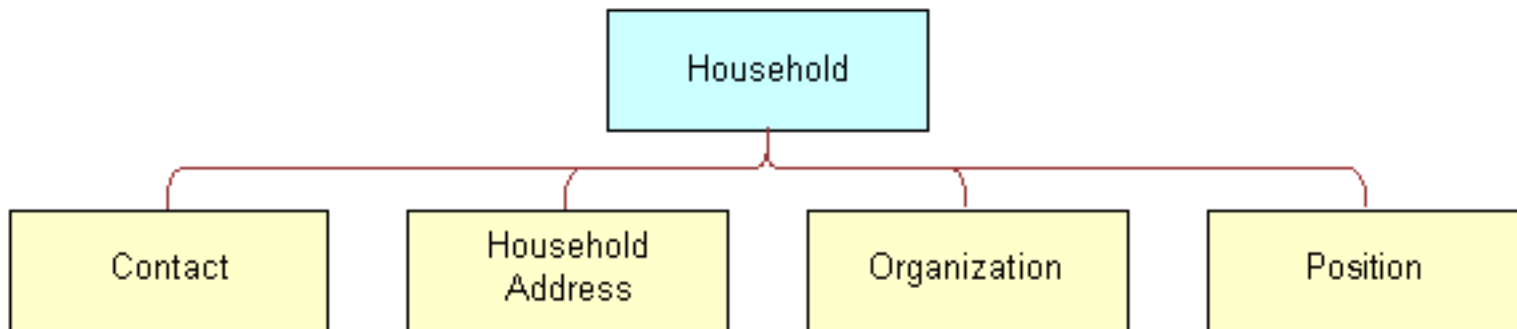 Household
Contact
Household
Address
Organization
Position